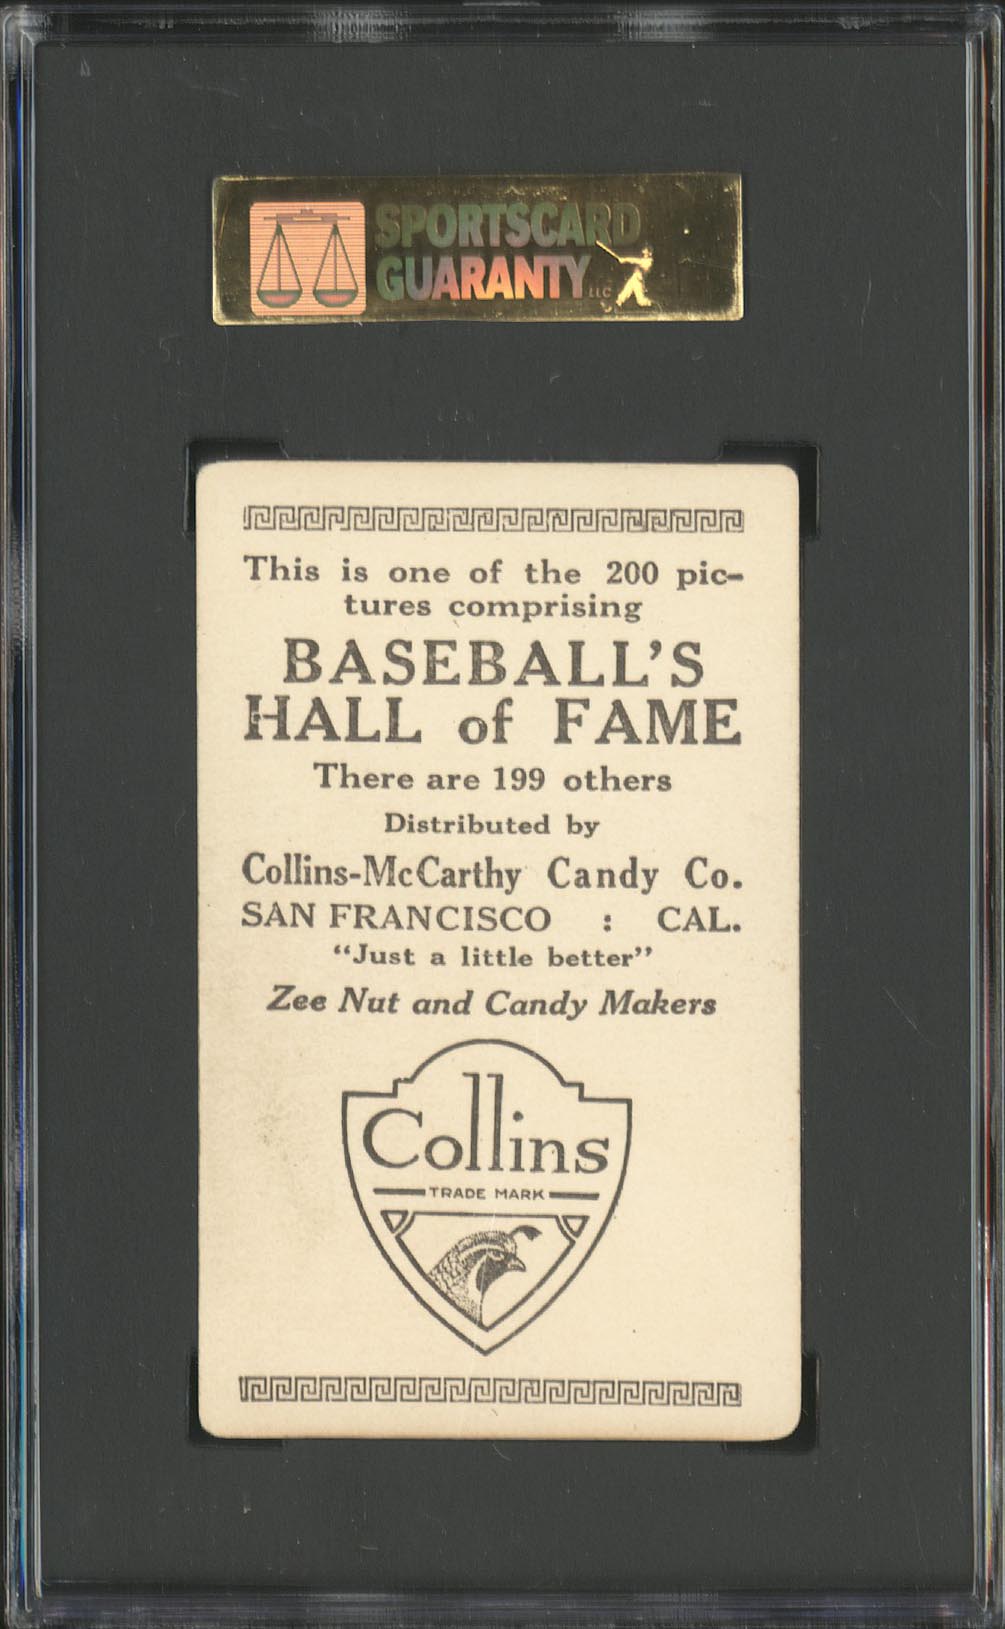 SPORTSCARD
GUARANTY LLC
This is one of the 200 pic-
tures comprising
BASEBALL'S
HALL of FAME
There are 199 others
Distributed by
Collins-McCarthy Candy Co.
SAN FRANCISCO : CAL.
"Just a little better"
Zee Nut and Candy Makers
Collins
TRADE MARK